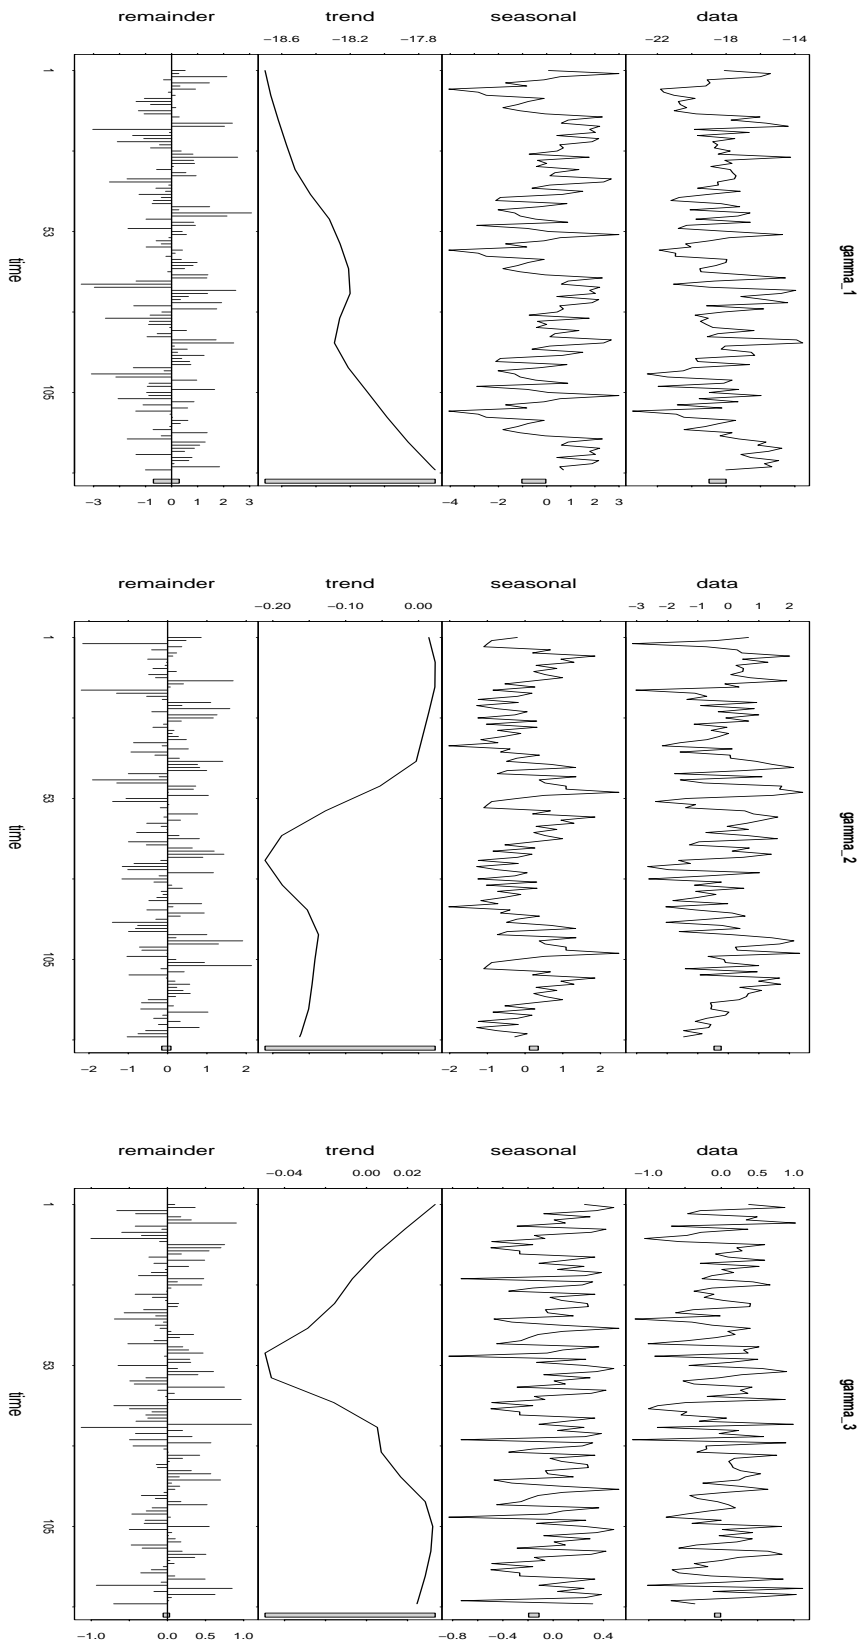 remainder trend seasonal data
−18.6 −18.2 −17.8 −22 −18 −14
1
gamma_1
53
time
105
−3 −1 0 1 2 3 −4 −2 0 1 2 3
remainder trend seasonal data
−0.20 −0.10 0.00 −3 −2 −1 0 1 2
1
gamma_2
53
time
105
−2 −1 0 1 2 −2 −1 0 1 2
remainder trend seasonal data
−0.04 0.00 0.02 −1.0 0.0 0.5 1.0
1
gamma_3
53
time
105
−1.0 0.0 0.5 1.0 −0.8 −0.4 0.0 0.4